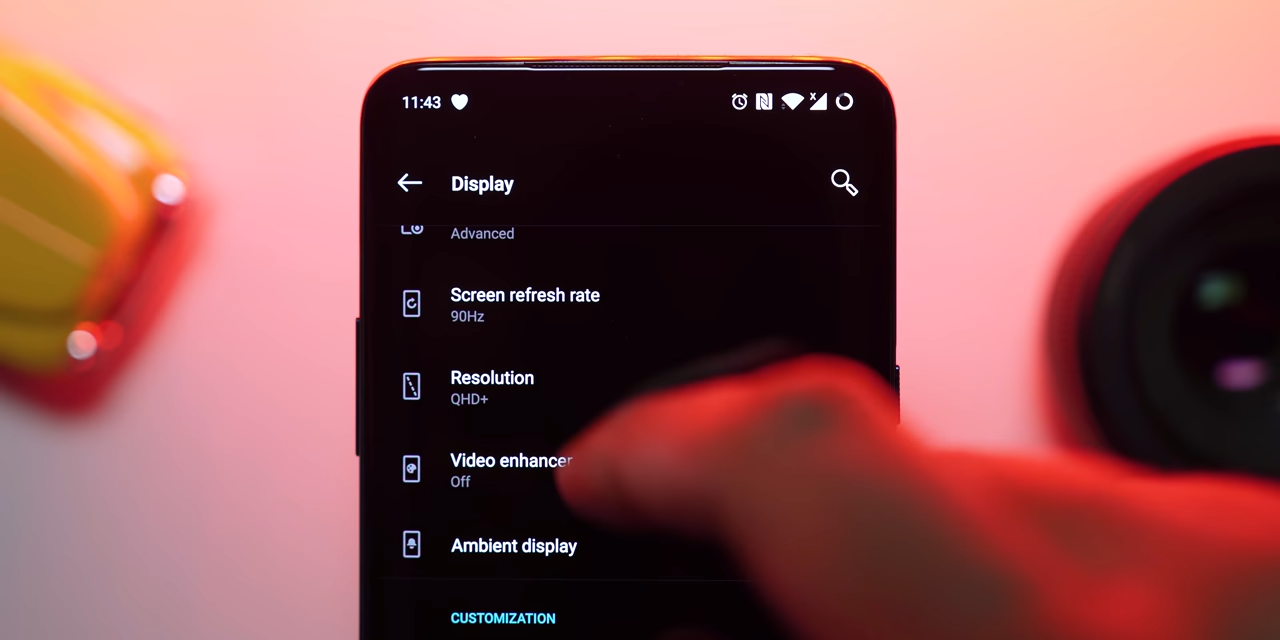 11:43
Display
Advanced
Screen refresh rate
90Hz
Resolution
QHD+
Video enhancer
Off
Ambient display
CUSTOMIZATION